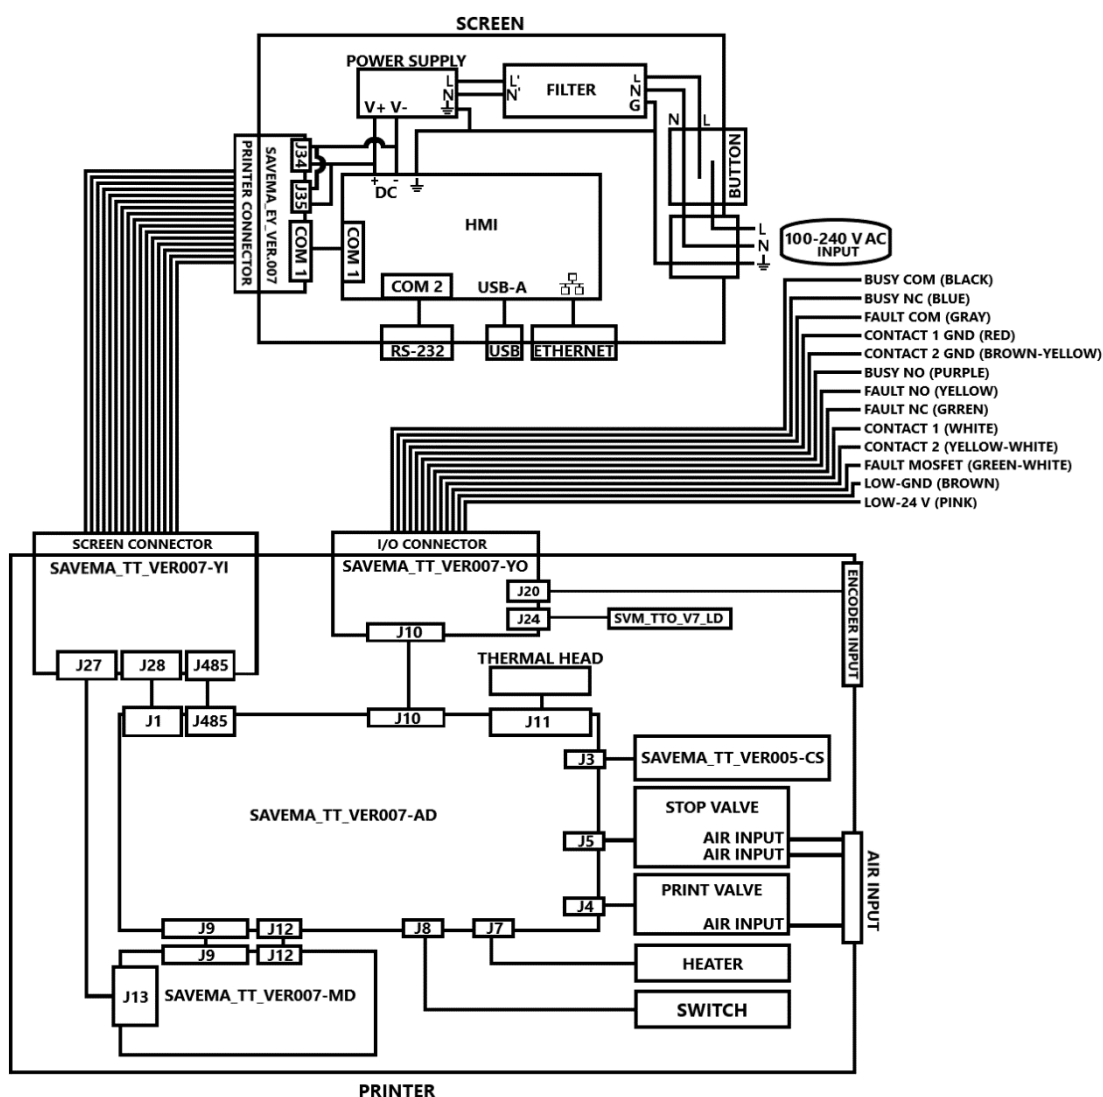 SCREEN
POWER SUPPLY
L
N
V+ V-
L'
N'
FILTER
L
N
G
N
L
BUTTON
PRINTER CONNECTOR
SAVEMA_EY_VER.007
J34
J35
COM 1
COM 1
+
-
DC
HMI
COM 2
USB-A
RS-232
USB
ETHERNET
L
N
100-240 V AC
INPUT
BUSY COM (BLACK)
BUSY NC (BLUE)
FAULT COM (GRAY)
CONTACT 1 GND (RED)
CONTACT 2 GND (BROWN-YELLOW)
BUSY NO (PURPLE)
FAULT NO (YELLOW)
FAULT NC (GRREN)
CONTACT 1 (WHITE)
CONTACT 2 (YELLOW-WHITE)
FAULT MOSFET (GREEN-WHITE)
LOW-GND (BROWN)
LOW-24 V (PINK)
SCREEN CONNECTOR
SAVEMA_TT_VER007-YI
J27
J28
J485
I/O CONNECTOR
SAVEMA_TT_VER007-YO
J20
J24
J10
SVM_TTO_V7_LD
ENCODER INPUT
THERMAL HEAD
J1
J485
J10
J11
J3
SAVEMA_TT_VER005-CS
SAVEMA_TT_VER007-AD
STOP VALVE
AIR INPUT
AIR INPUT
J5
PRINT VALVE
AIR INPUT
J4
AIR INPUT
J9
J12
J8
J7
J9
J12
HEATER
J13
SAVEMA_TT_VER007-MD
SWITCH
PRINTER